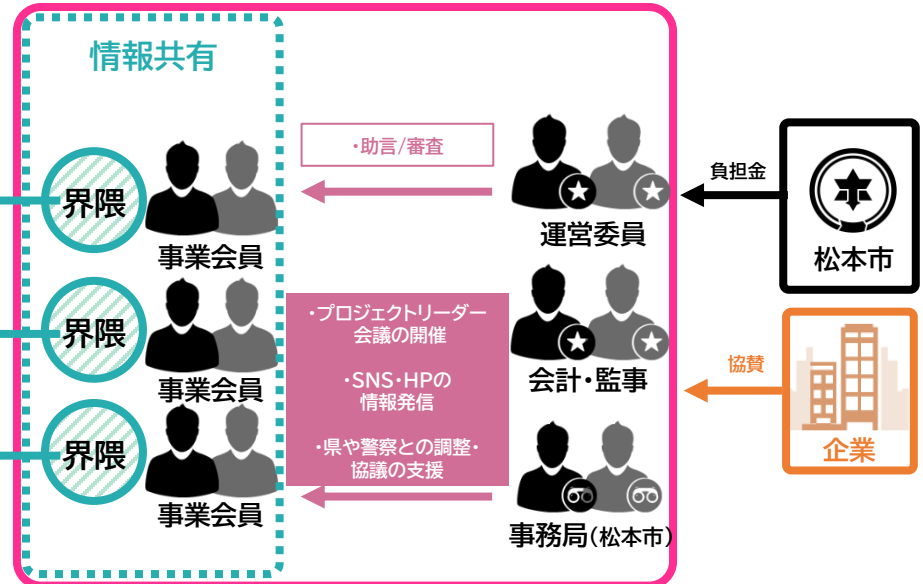 情報共有
界隈
事業会員
界隈
事業会員
界隈
事業会員
・助言/審査
・プロジェクトリーダー
会議の開催
・SNS・HPの
情報発信
・県や警察との調整・
協議の支援
運営委員
会計・監事
事務局(松本市)
負担金
松本市
協賛
企業